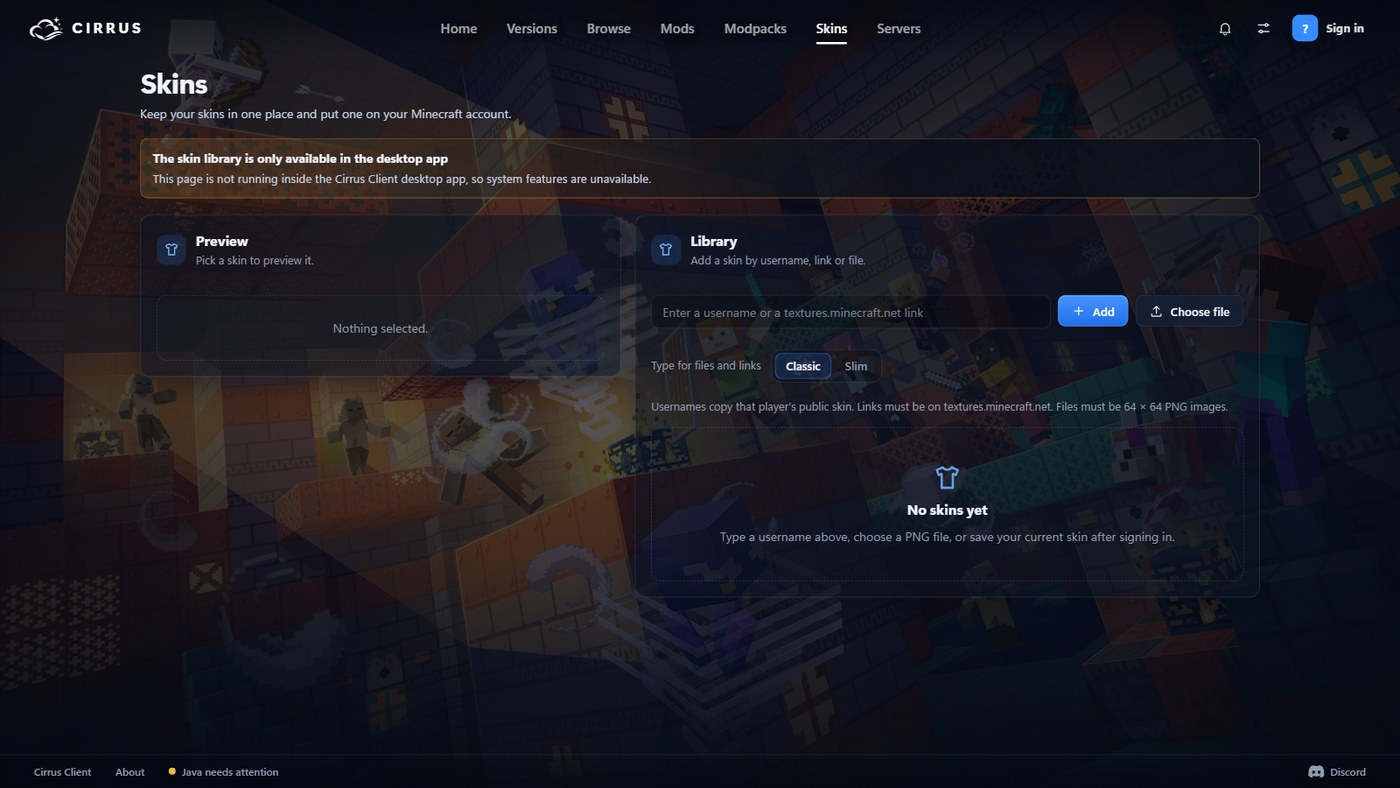 CIRRUS
Home
Versions
Browse
Mods
Modpacks
Skins
Servers
?
Sign in
Skins
Keep your skins in one place and put one on your Minecraft account.
The skin library is only available in the desktop app
This page is not running inside the Cirrus Client desktop app, so system features are unavailable.
Preview
Pick a skin to preview it.
Nothing selected.
Library
Add a skin by username, link or file.
Enter a username or a textures.minecraft.net link
Add
Choose file
Type for files and links
Classic
Slim
Usernames copy that player's public skin. Links must be on textures.minecraft.net. Files must be 64 × 64 PNG images.
No skins yet
Type a username above, choose a PNG file, or save your current skin after signing in.
Cirrus Client
About
Java needs attention
Discord